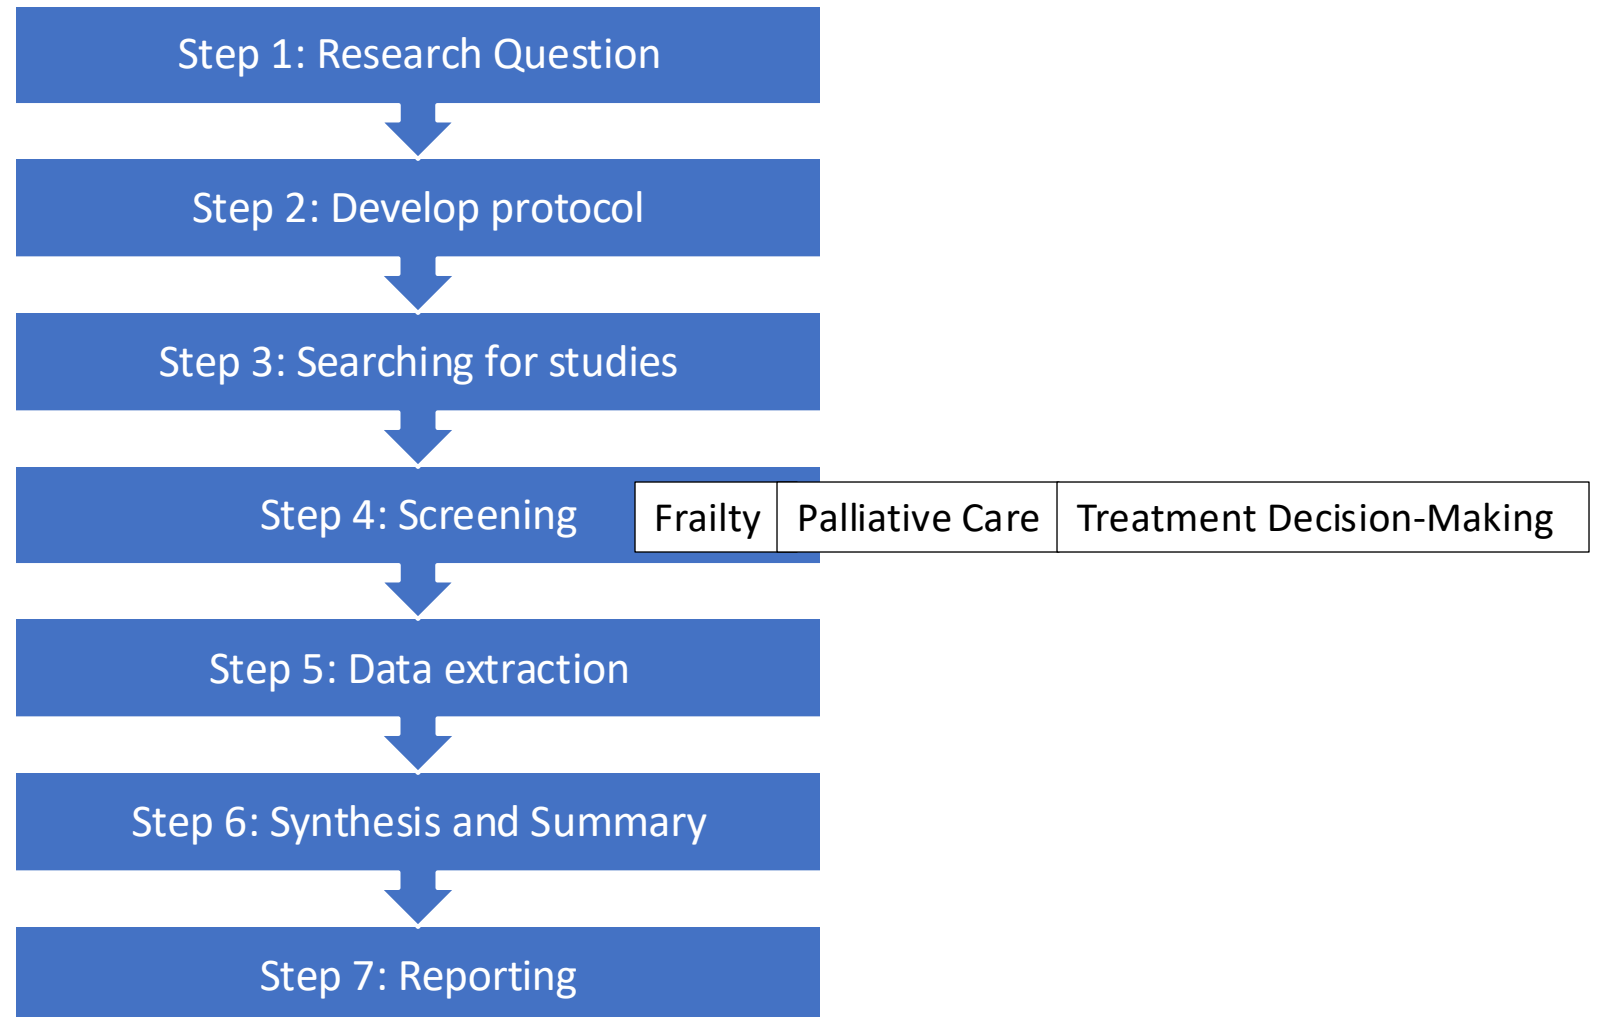 Step 1: Research Question
Step 2: Develop protocol
Step 3: Searching for studies
Step 4: Screening
Frailty
Palliative Care
Treatment Decision-Making
Step 5: Data extraction
Step 6: Synthesis and Summary
Step 7: Reporting